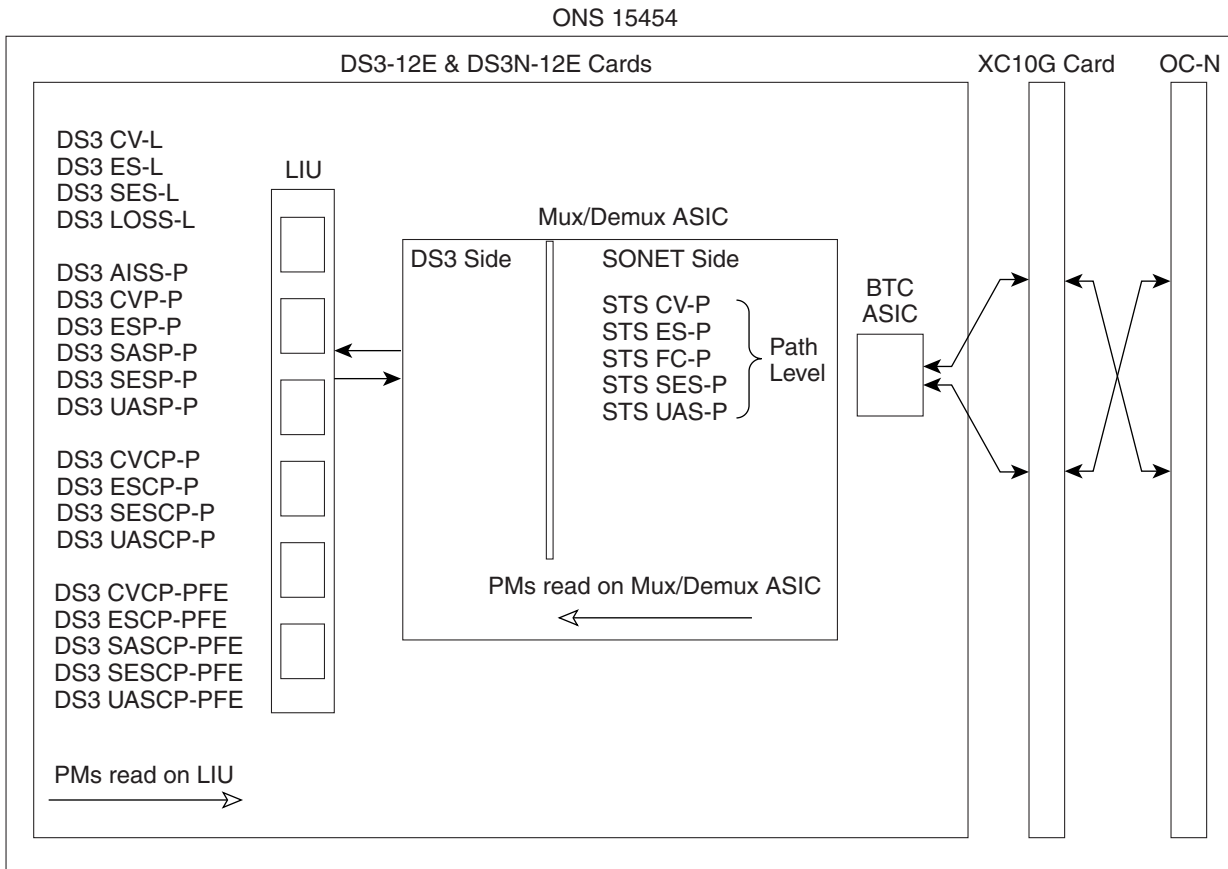 ONS 15454
DS3-12E & DS3N-12E Cards
XC10G Card
OC-N
DS3 CV-L
DS3 ES-L
DS3 SES-L
DS3 LOSS-L
DS3 AISS-P
DS3 CVP-P
DS3 ESP-P
DS3 SASP-P
DS3 SESP-P
DS3 UASP-P
DS3 CVCP-P
DS3 ESCP-P
DS3 SESCP-P
DS3 UASCP-P
DS3 CVCP-PFE
DS3 ESCP-PFE
DS3 SASCP-PFE
DS3 SESCP-PFE
DS3 UASCP-PFE
PMs read on LIU
LIU
Mux/Demux ASIC
DS3 Side
SONET Side
STS CV-P
STS ES-P
STS FC-P
STS SES-P
STS UAS-P
Path
Level
PMs read on Mux/Demux ASIC
BTC
ASIC